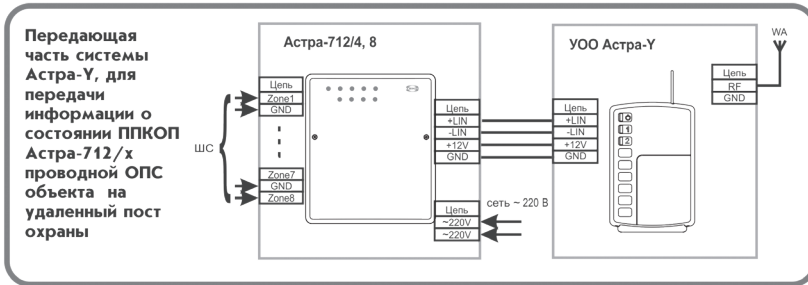 Передающая
часть системы
Астра-Y, для
передачи
информации о
состоянии ППКОП
Астра-712/х
проводной ОПС
объекта на
удаленный пост
охраны
Астра-712/4, 8
ШС
Цепь
Zone1
GND
Zone7
GND
Zone8
Цепь
+LIN
-LIN
+12V
GND
Цепь
~220V
~220V
сеть ~ 220 В
УОО Астра-Y
Цепь
+LIN
-LIN
+12V
GND
1
2
Цепь
RF
GND
WA